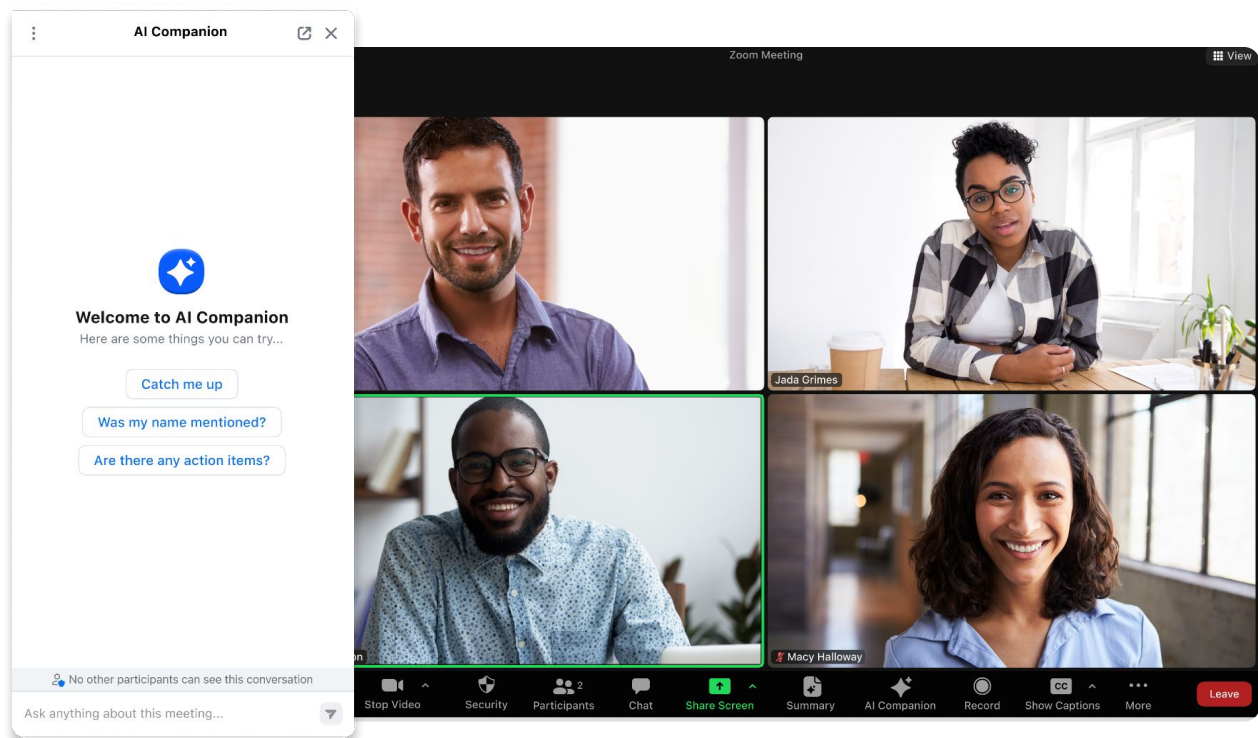 AI Companion
Welcome to AI Companion
Here are some things you can try...
Catch me up
Was my name mentioned?
Are there any action items?
No other participants can see this conversation
Ask anything about this meeting...
Zoom Meeting
View
Jada Grimes
on
Macy Halloway
Stop Video
Security
Participants 2
Chat
Share Screen
Summary
AI Companion
Record
CC
Show Captions
More
Leave